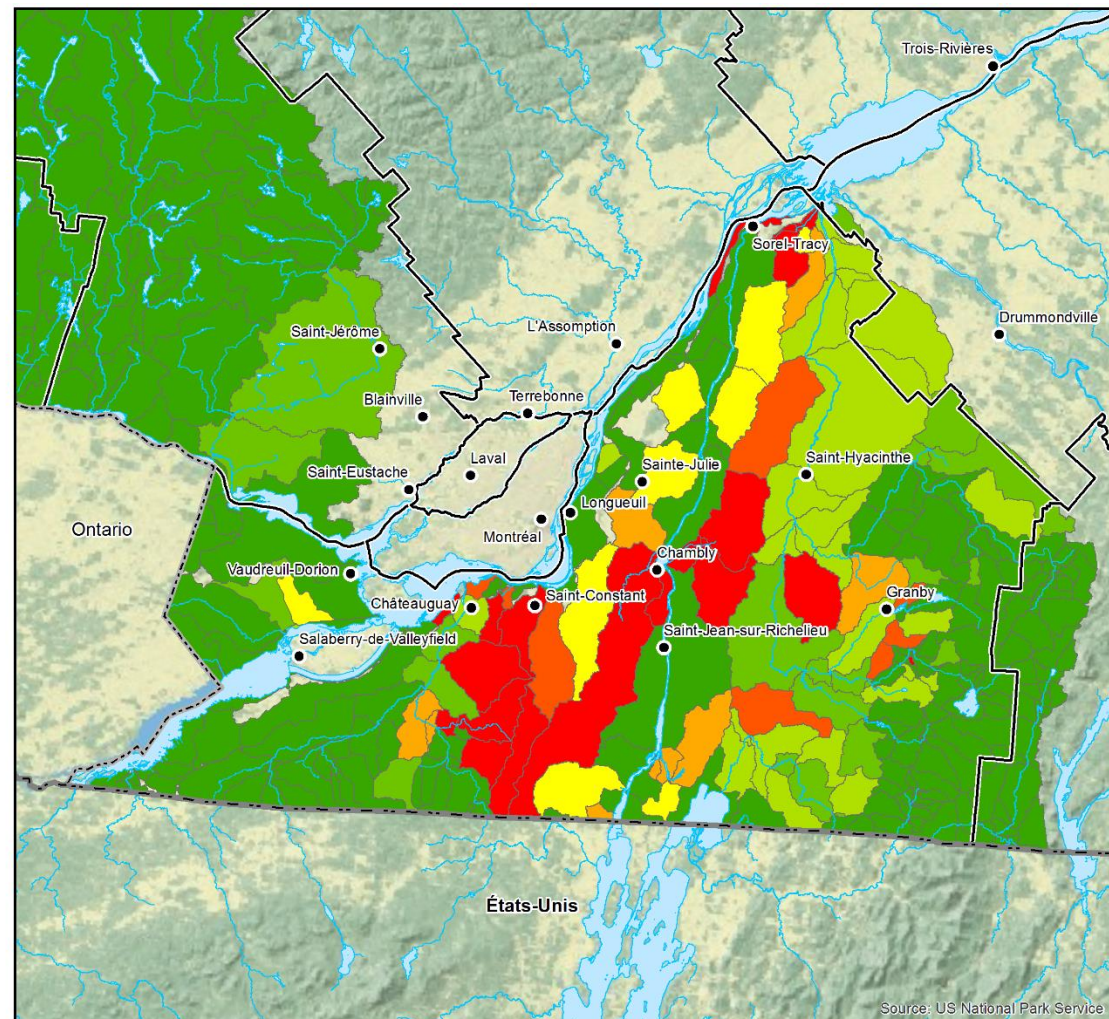 Trois-Rivières
Sorel-Tracy
Drummondville
L'Assomption
Saint-Jérôme
Blainville
Terrebonne
Laval
Saint-Eustache
Sainte-Julie
Saint-Hyacinthe
Longueuil
Montréal
Ontario
Chambly
Vaudreuil-Dorion
Châteauguay
Saint-Constant
Granby
Saint-Jean-sur-Richelieu
Salaberry-de-Valleyfield
États-Unis
Source: US National Park Service